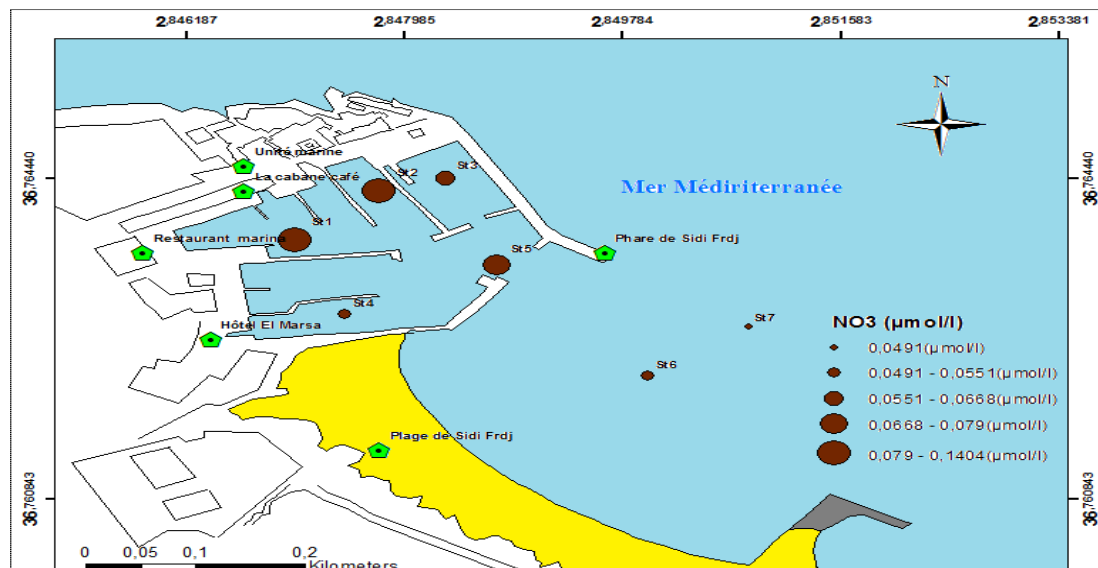 2,846187 2,847985 2,849784 2,851583 2,853381
N
Unité marine
36,764440
La cabane café
St2
St3
36,764440
Mer Méditerranée
St1
Restaurant marina
St5
Phare de Sidi Frdj
St4
St7
Hôtel El Marsa
St6
NO3 (µmol/l)
0,0491(µmol/l)
0,0491 - 0,0551(µmol/l)
0,0551 - 0,0668(µmol/l)
0,0668 - 0,079(µmol/l)
0,079 - 0,1404(µmol/l)
Plage de Sidi Frdj
36,760843
36,760843
0 0,05 0,1 0,2
Kilometers